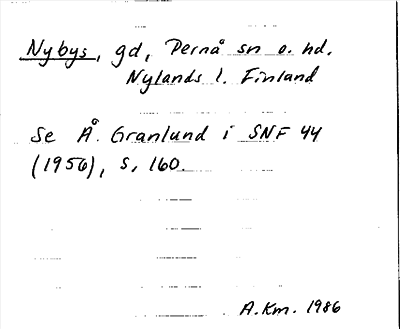 Nybys, gd, Pernå sn o. hd.
Nylands l. Finland
Se Å. Granlund i SNF 44
(1956), s. 160.
A.Km. 1986